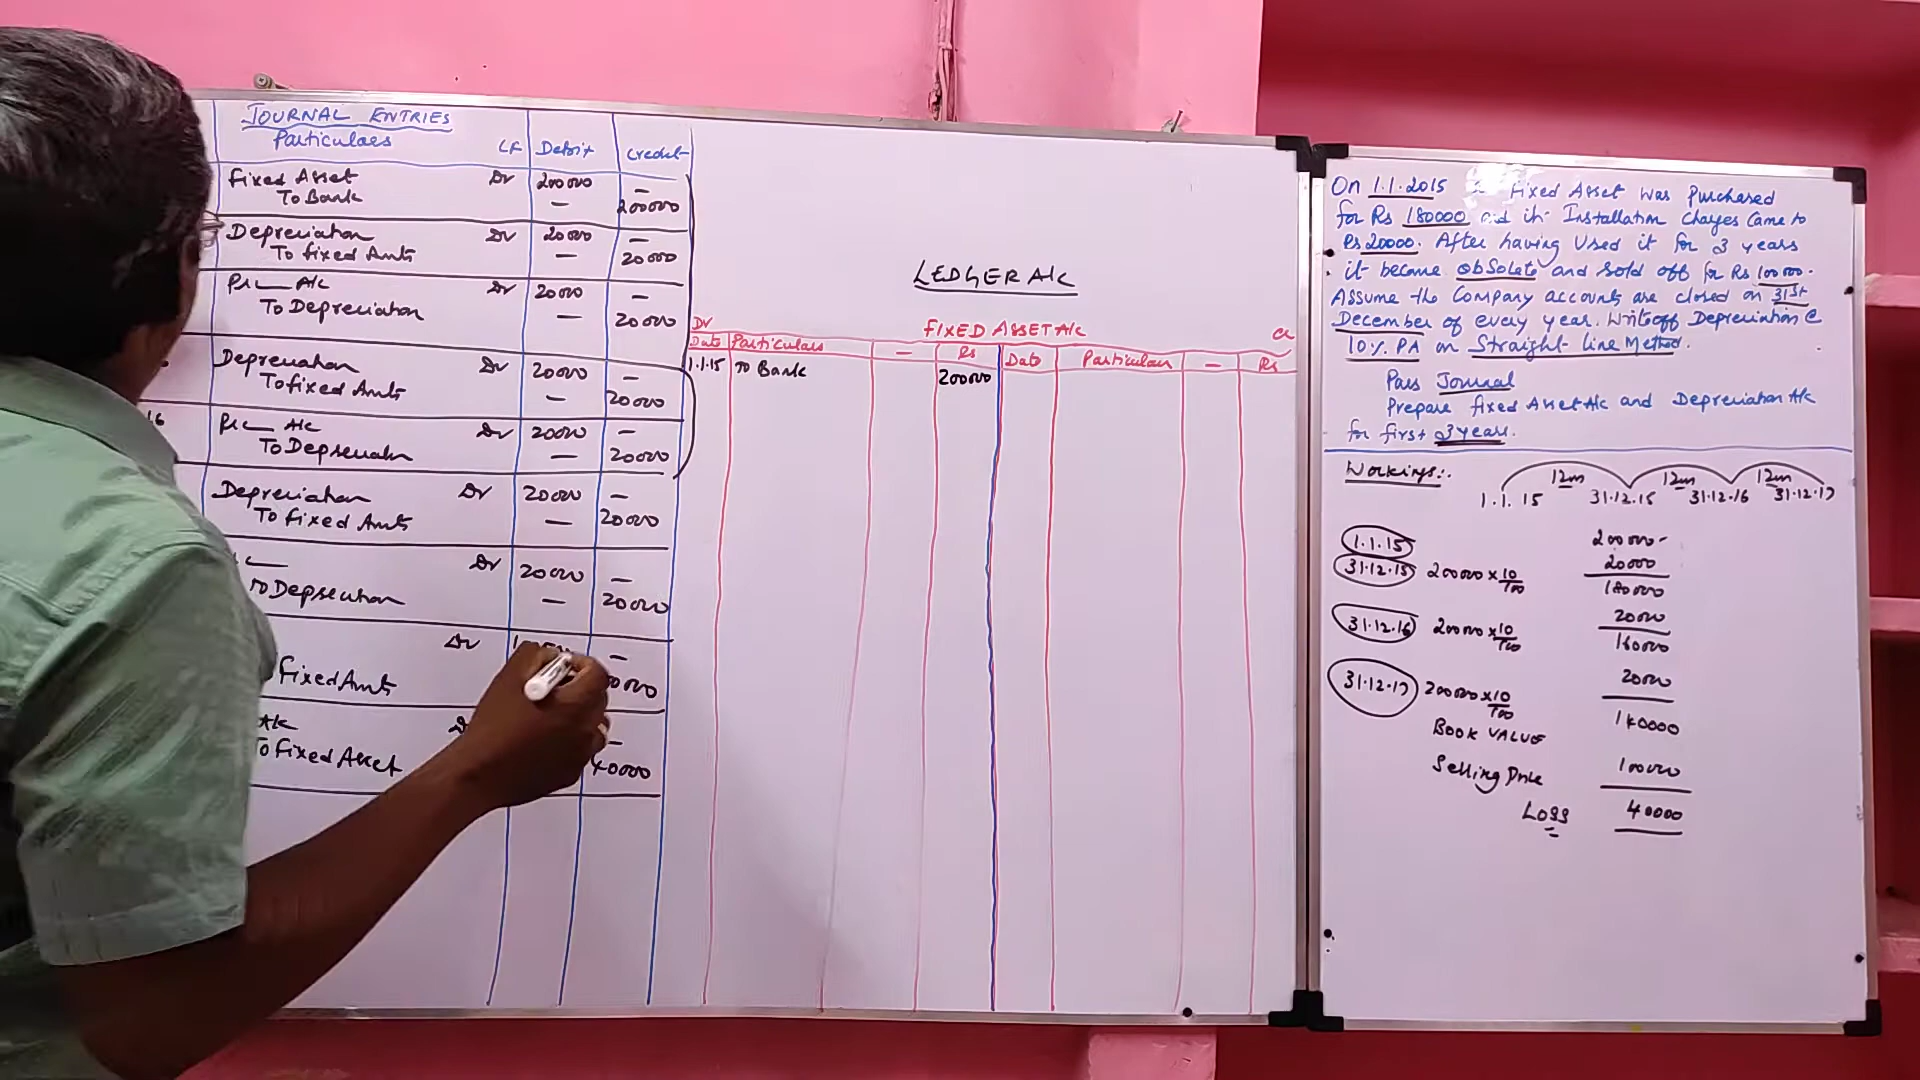 JOURNAL ENTRIES
Particulars LF Debit Credit
Fixed Asset Dr 200000 —
To Bank — 200000
Depreciation Dr 20000 —
To fixed Assets — 20000
P&L A/c Dr 20000 —
To Depreciation — 20000
Depreciation Dr 20000 —
To fixed Assets — 20000
16 P&L A/c Dr 20000 —
To Depreciation — 20000
Depreciation Dr 20000 —
To fixed Assets — 20000
Dr 20000 —
To Depreciation — 20000
Dr —
Fixed Assets
A/c —
To Fixed Asset 40000
LEDGER A/c
Dr FIXED ASSET A/c Cr
Date Particulars — Rs Date Particulars — Rs
1.1.15 To Bank 200000
On 1.1.2015 Fixed Asset was Purchased
for Rs 180000 and it Installation charges came to
Rs 20000. After having Used it for 3 years
it become obsolete and sold off for Rs 100000.
Assume the Company accounts are closed on 31st
December of every year. Write off Depreciation @
10% PA on Straight-line Method.
Pass Journal
Prepare fixed Asset A/c and Depreciation A/c
for first 3 years.
Workings:
12m 12m 12m
1.1.15 31.12.15 31.12.16 31.12.17
1.1.15 200000
31.12.15 200000 x 10/100 20000
180000
31.12.16 200000 x 10/100 20000
160000
31.12.17 200000 x 10/100 20000
BOOK VALUE 140000
Selling Price 100000
Loss 40000